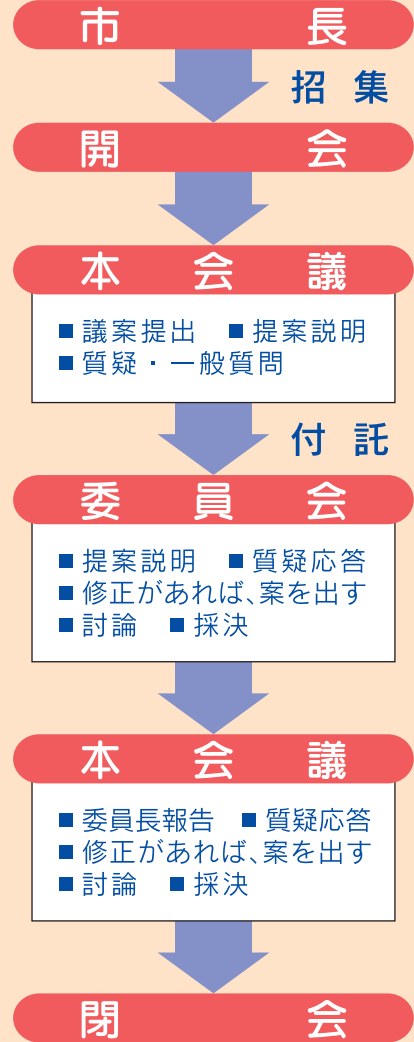 市長
招集
開会
本会議
■議案提出 ■提案説明
■質疑・一般質問
付託
委員会
■提案説明 ■質疑応答
■修正があれば、案を出す
■討論 ■採決
本会議
■委員長報告 ■質疑応答
■修正があれば、案を出す
■討論 ■採決
閉会